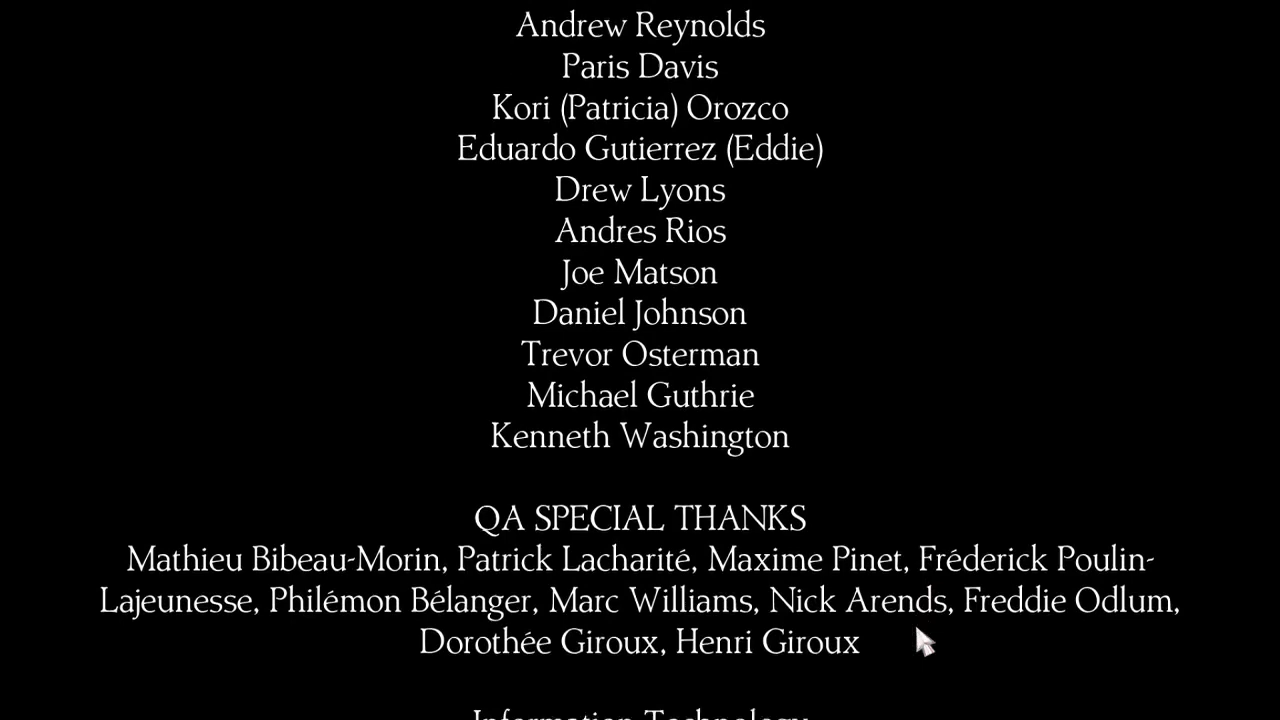 Andrew Reynolds
Paris Davis
Kori (Patricia) Orozco
Eduardo Gutierrez (Eddie)
Drew Lyons
Andres Rios
Joe Matson
Daniel Johnson
Trevor Osterman
Michael Guthrie
Kenneth Washington
QA SPECIAL THANKS
Mathieu Bibeau-Morin, Patrick Lacharité, Maxime Pinet, Fréderick Poulin-
Lajeunesse, Philémon Bélanger, Marc Williams, Nick Arends, Freddie Odlum,
Dorothée Giroux, Henri Giroux
Information Technology